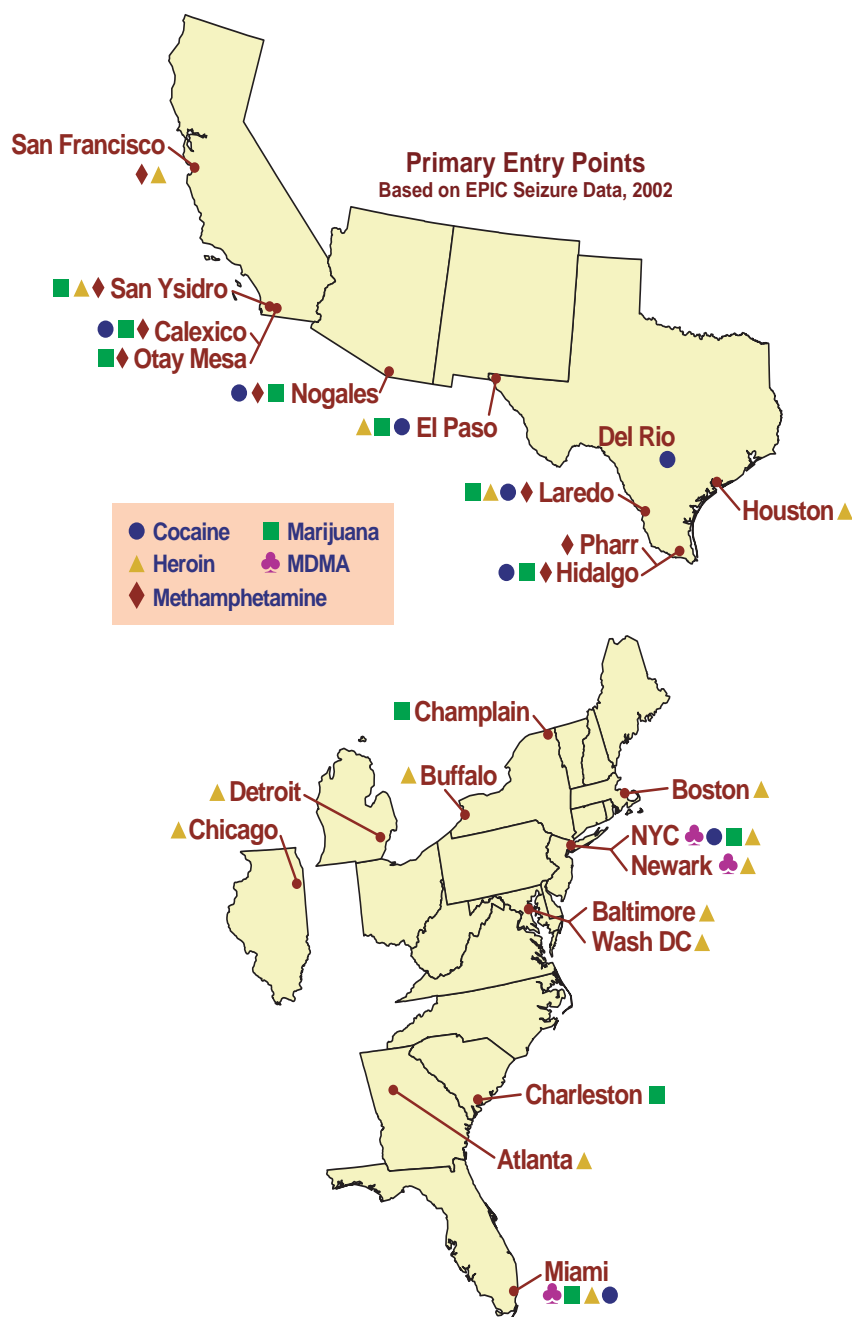 Primary Entry Points
Based on EPIC Seizure Data, 2002
San Francisco
San Ysidro
Calexico
Otay Mesa
Nogales
El Paso
Del Rio
Laredo
Houston
Pharr
Hidalgo
Cocaine
Marijuana
Heroin
MDMA
Methamphetamine
Champlain
Buffalo
Detroit
Chicago
Boston
NYC
Newark
Baltimore
Wash DC
Charleston
Atlanta
Miami